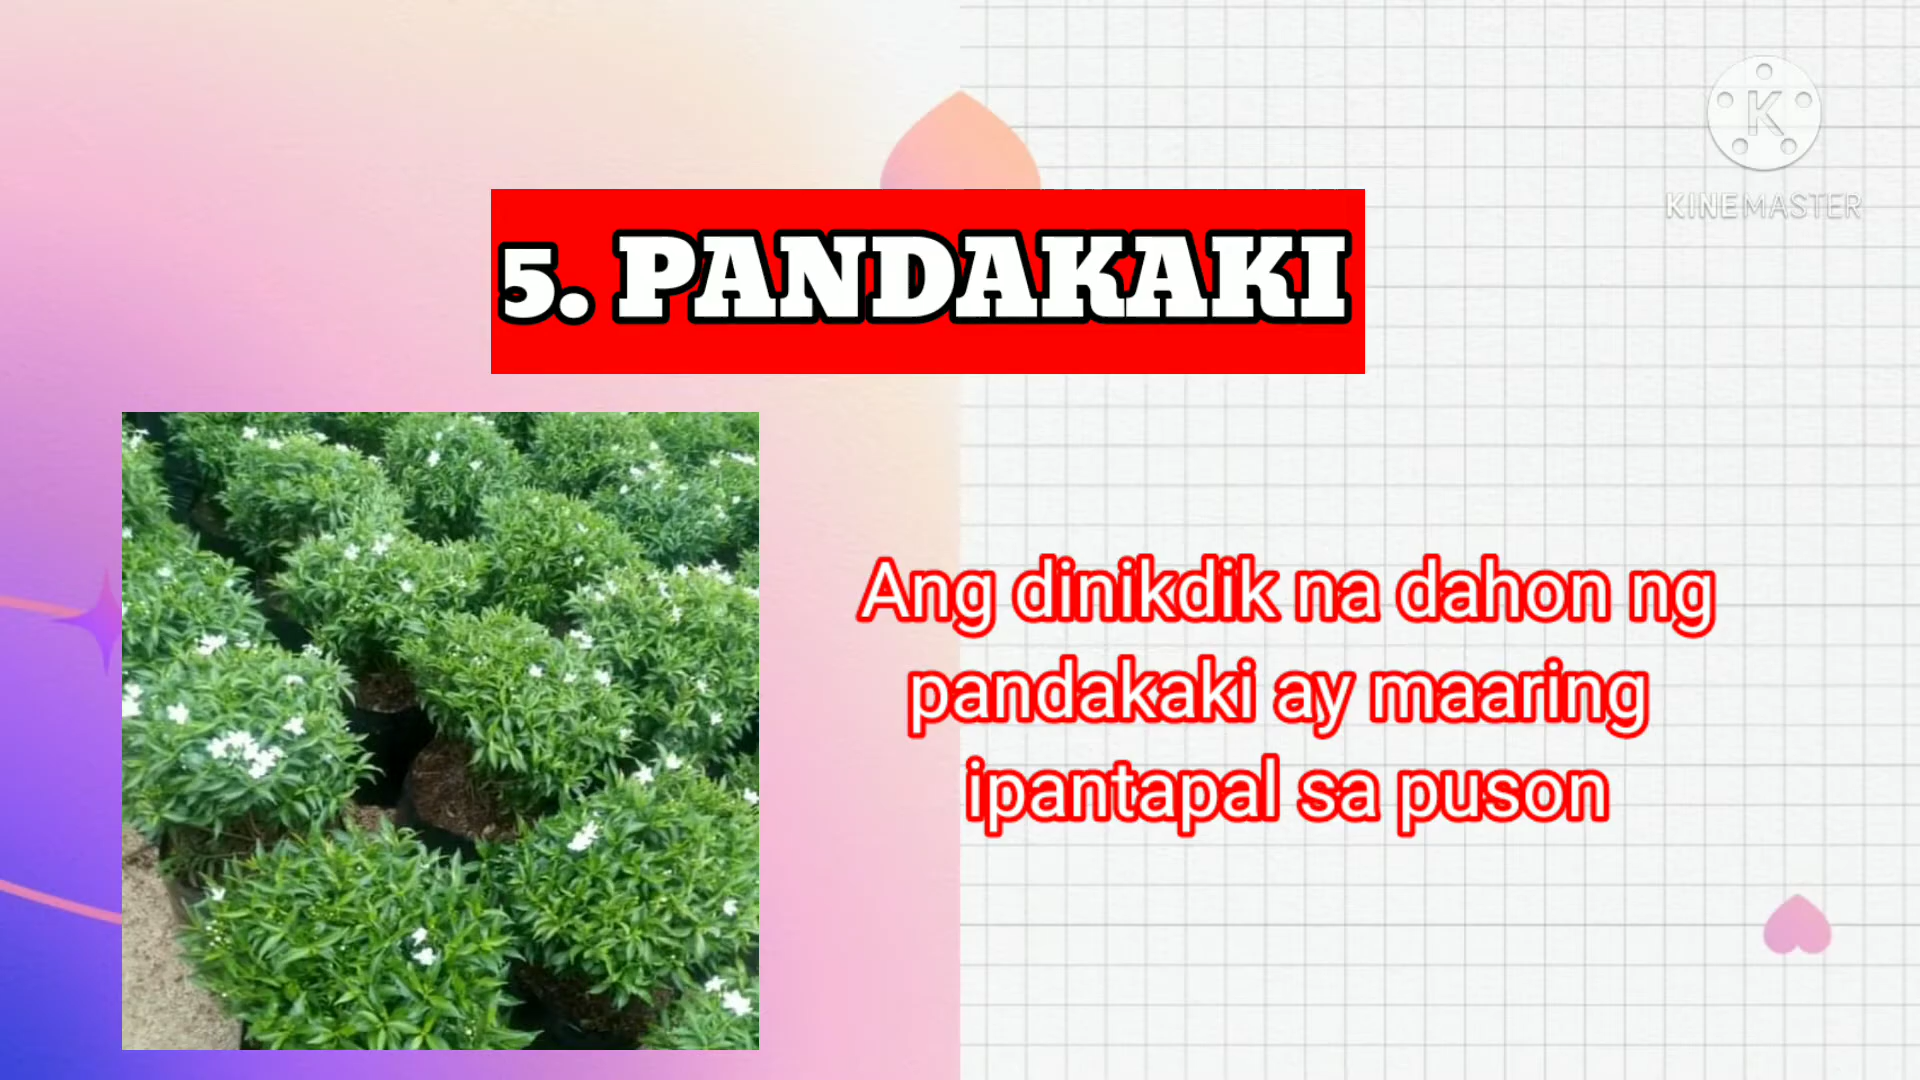 K
KINEMASTER
5. PANDAKAKI
Ang dinikdik na dahon ng
pandakaki ay maaring
ipantapal sa puson